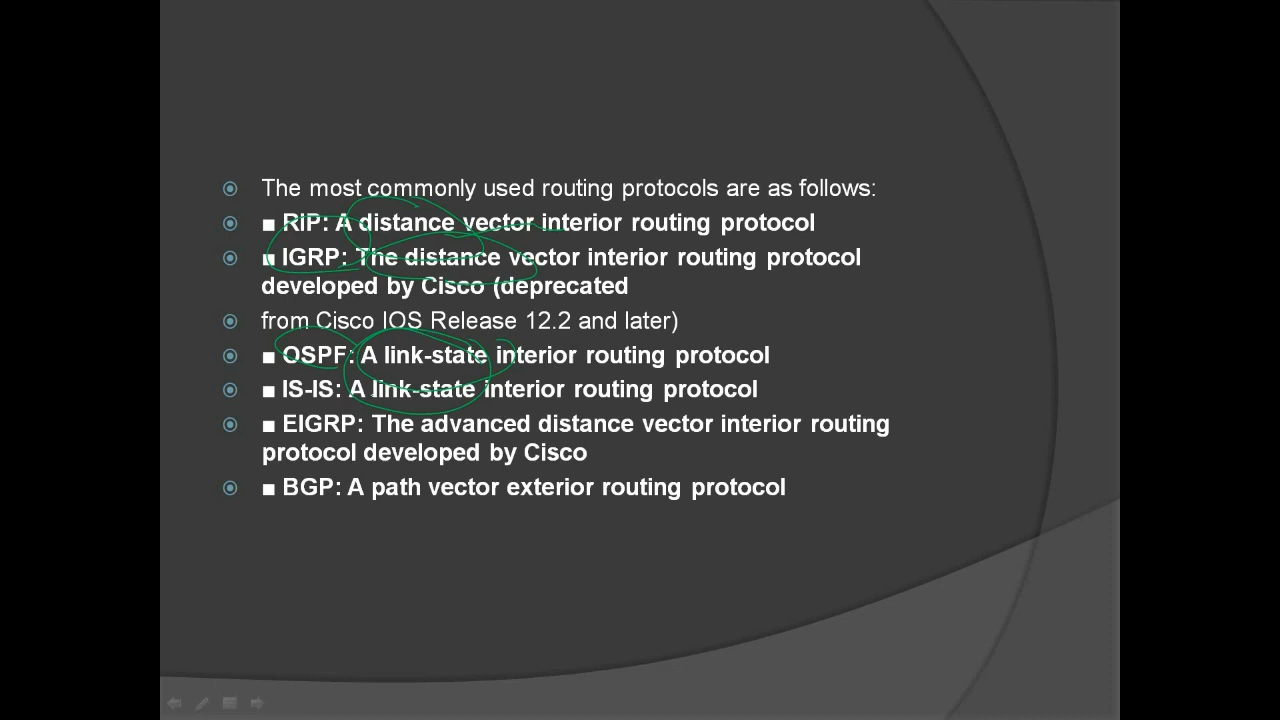 The most commonly used routing protocols are as follows:
■ RIP: A distance vector interior routing protocol
■ IGRP: The distance vector interior routing protocol
developed by Cisco (deprecated
from Cisco IOS Release 12.2 and later)
■ OSPF: A link-state interior routing protocol
■ IS-IS: A link-state interior routing protocol
■ EIGRP: The advanced distance vector interior routing
protocol developed by Cisco
■ BGP: A path vector exterior routing protocol